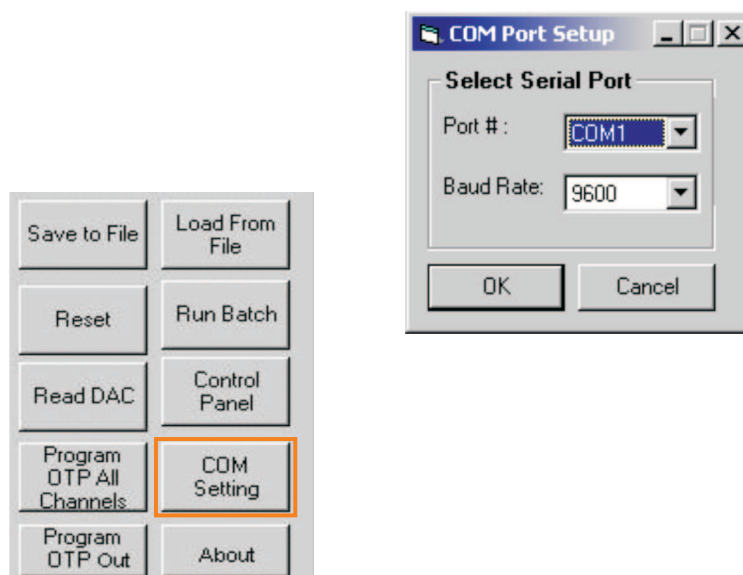 COM Port Setup
Select Serial Port
Port # :
COM1
Baud Rate:
9600
OK
Cancel
Save to File
Load From
File
Reset
Run Batch
Read DAC
Control
Panel
Program
OTP All
Channels
COM
Setting
Program
OTP Out
About